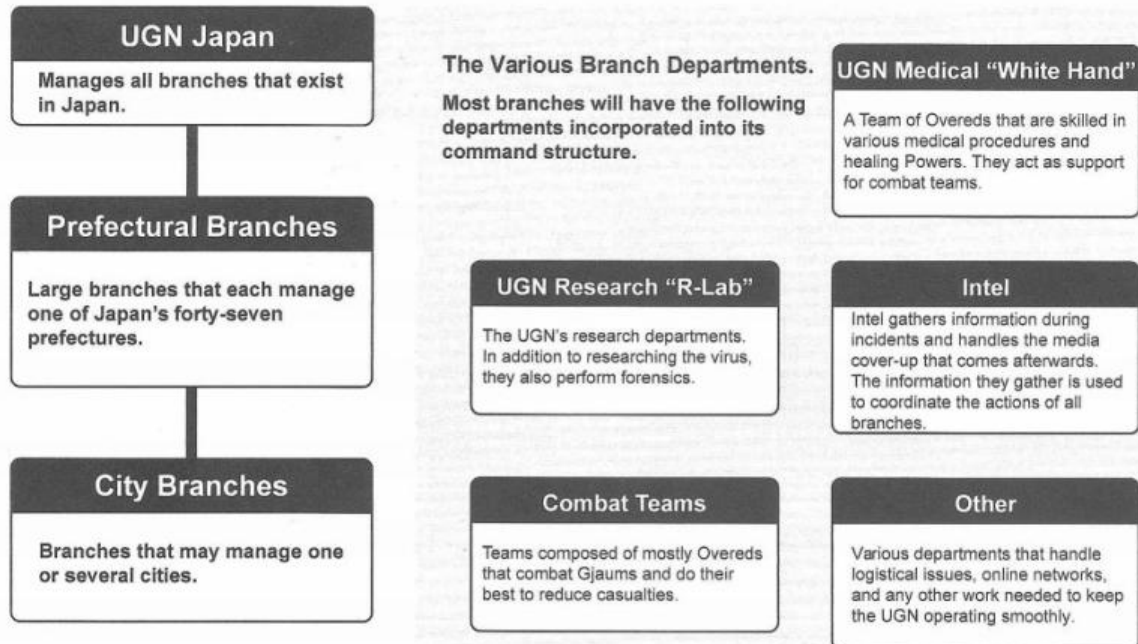 UGN Japan
Manages all branches that exist
in Japan.
Prefectural Branches
Large branches that each manage
one of Japan's forty-seven
prefectures.
City Branches
Branches that may manage one
or several cities.
The Various Branch Departments.
Most branches will have the following
departments incorporated into its
command structure.
UGN Medical “White Hand”
A Team of Overeds that are skilled in
various medical procedures and
healing Powers. They act as support
for combat teams.
UGN Research “R-Lab”
The UGN's research departments.
In addition to researching the virus,
they also perform forensics.
Intel
Intel gathers information during
incidents and handles the media
cover-up that comes afterwards.
The information they gather is used
to coordinate the actions of all
branches.
Combat Teams
Teams composed of mostly Overeds
that combat Gjaums and do their
best to reduce casualties.
Other
Various departments that handle
logistical issues, online networks,
and any other work needed to keep
the UGN operating smoothly.